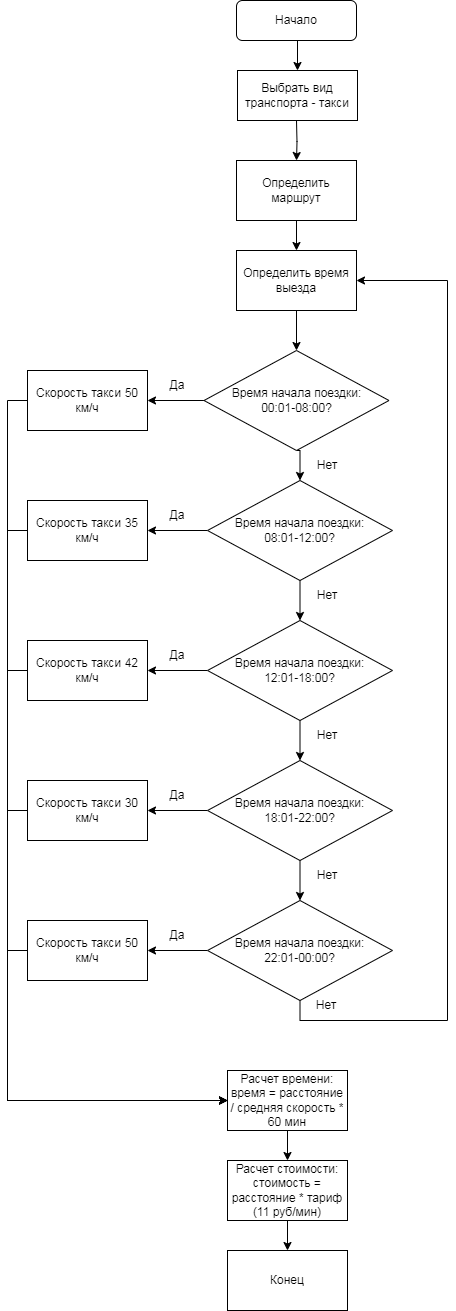 Начало
Выбрать вид
транспорта - такси
Определить
маршрут
Определить время
выезда
Время начала поездки:
00:01-08:00?
Да
Скорость такси 50
км/ч
Нет
Время начала поездки:
08:01-12:00?
Да
Скорость такси 35
км/ч
Нет
Время начала поездки:
12:01-18:00?
Да
Скорость такси 42
км/ч
Нет
Время начала поездки:
18:01-22:00?
Да
Скорость такси 30
км/ч
Нет
Время начала поездки:
22:01-00:00?
Да
Скорость такси 50
км/ч
Нет
Расчет времени:
время = расстояние
/ средняя скорость *
60 мин
Расчет стоимости:
стоимость =
расстояние * тариф
(11 руб/мин)
Конец